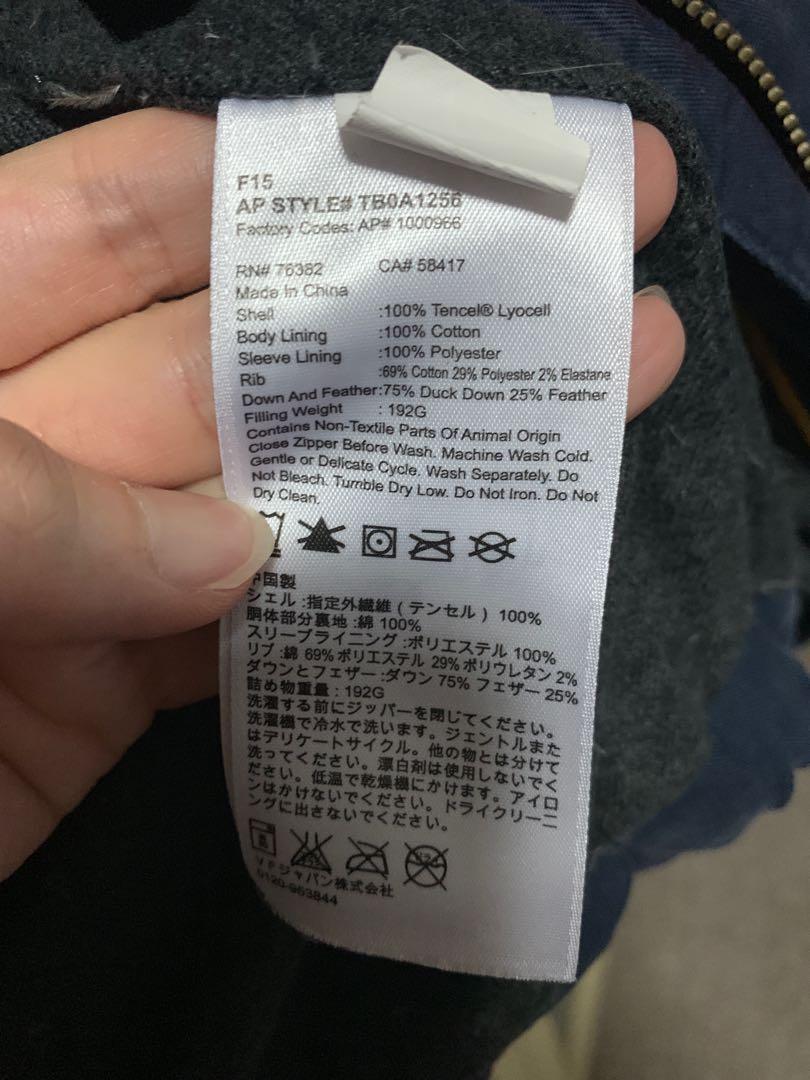 F15
AP STYLE# TB0A1256
Factory Codes: AP# 1000966
RN# 76382 CA# 58417
Made In China
Shell :100% Tencel® Lyocell
Body Lining :100% Cotton
Sleeve Lining :100% Polyester
Rib :69% Cotton 29% Polyester 2% Elastane
Down And Feather:75% Duck Down 25% Feather
Filling Weight : 192G
Contains Non-Textile Parts Of Animal Origin
Close Zipper Before Wash. Machine Wash Cold.
Gentle or Delicate Cycle. Wash Separately. Do
Not Bleach. Tumble Dry Low. Do Not Iron. Do Not
Dry Clean.
中国製
シェル :指定外繊維 ( テンセル ) 100%
胴体部分裏地 :綿 100%
スリーブライニング :ポリエステル 100%
リブ :綿 69% ポリエステル 29% ポリウレタン 2%
ダウンとフェザー :ダウン 75% フェザー 25%
詰め物重量 : 192G
洗濯する前にジッパーを閉じてください。
洗濯機で冷水で洗います。ジェントルまた
はデリケートサイクル。他の物とは分けて
洗ってください。漂白剤は使用しないでく
ださい。低温で乾燥機にかけます。アイロ
ンはかけないでください。ドライクリーニ
ングに出さないでください。
V F ジャパン株式会社
0120-963844